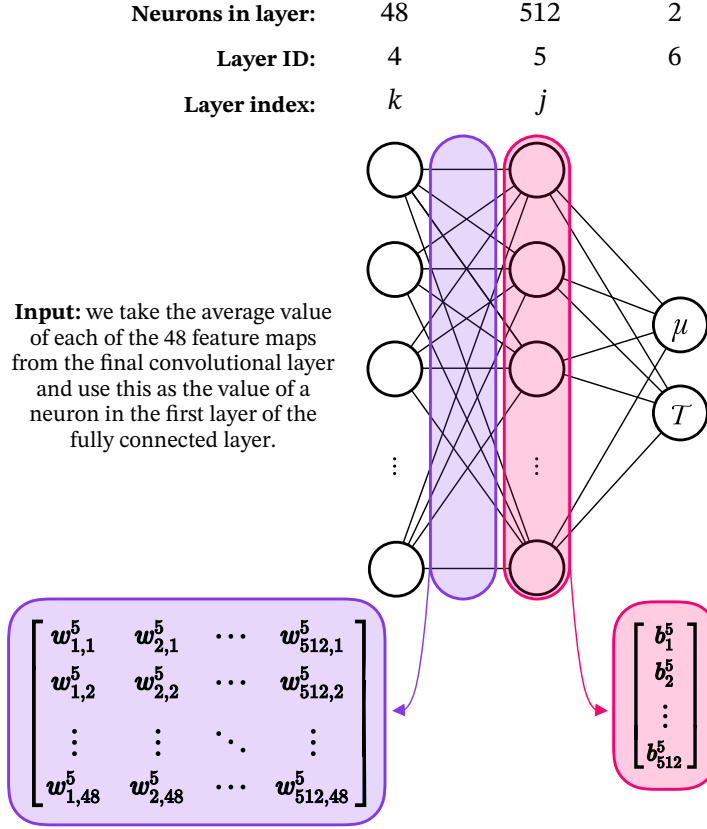 Neurons in layer: 48 512 2
Layer ID: 4 5 6
Layer index: k j
Input: we take the average value
of each of the 48 feature maps
from the final convolutional layer
and use this as the value of a
neuron in the first layer of the
fully connected layer.
μ
𝒯
⋮ ⋮
w^5_{1,1} w^5_{2,1} ⋯ w^5_{512,1}
w^5_{1,2} w^5_{2,2} ⋯ w^5_{512,2}
⋮ ⋮ ⋱ ⋮
w^5_{1,48} w^5_{2,48} ⋯ w^5_{512,48}
b^5_1
b^5_2
⋮
b^5_{512}